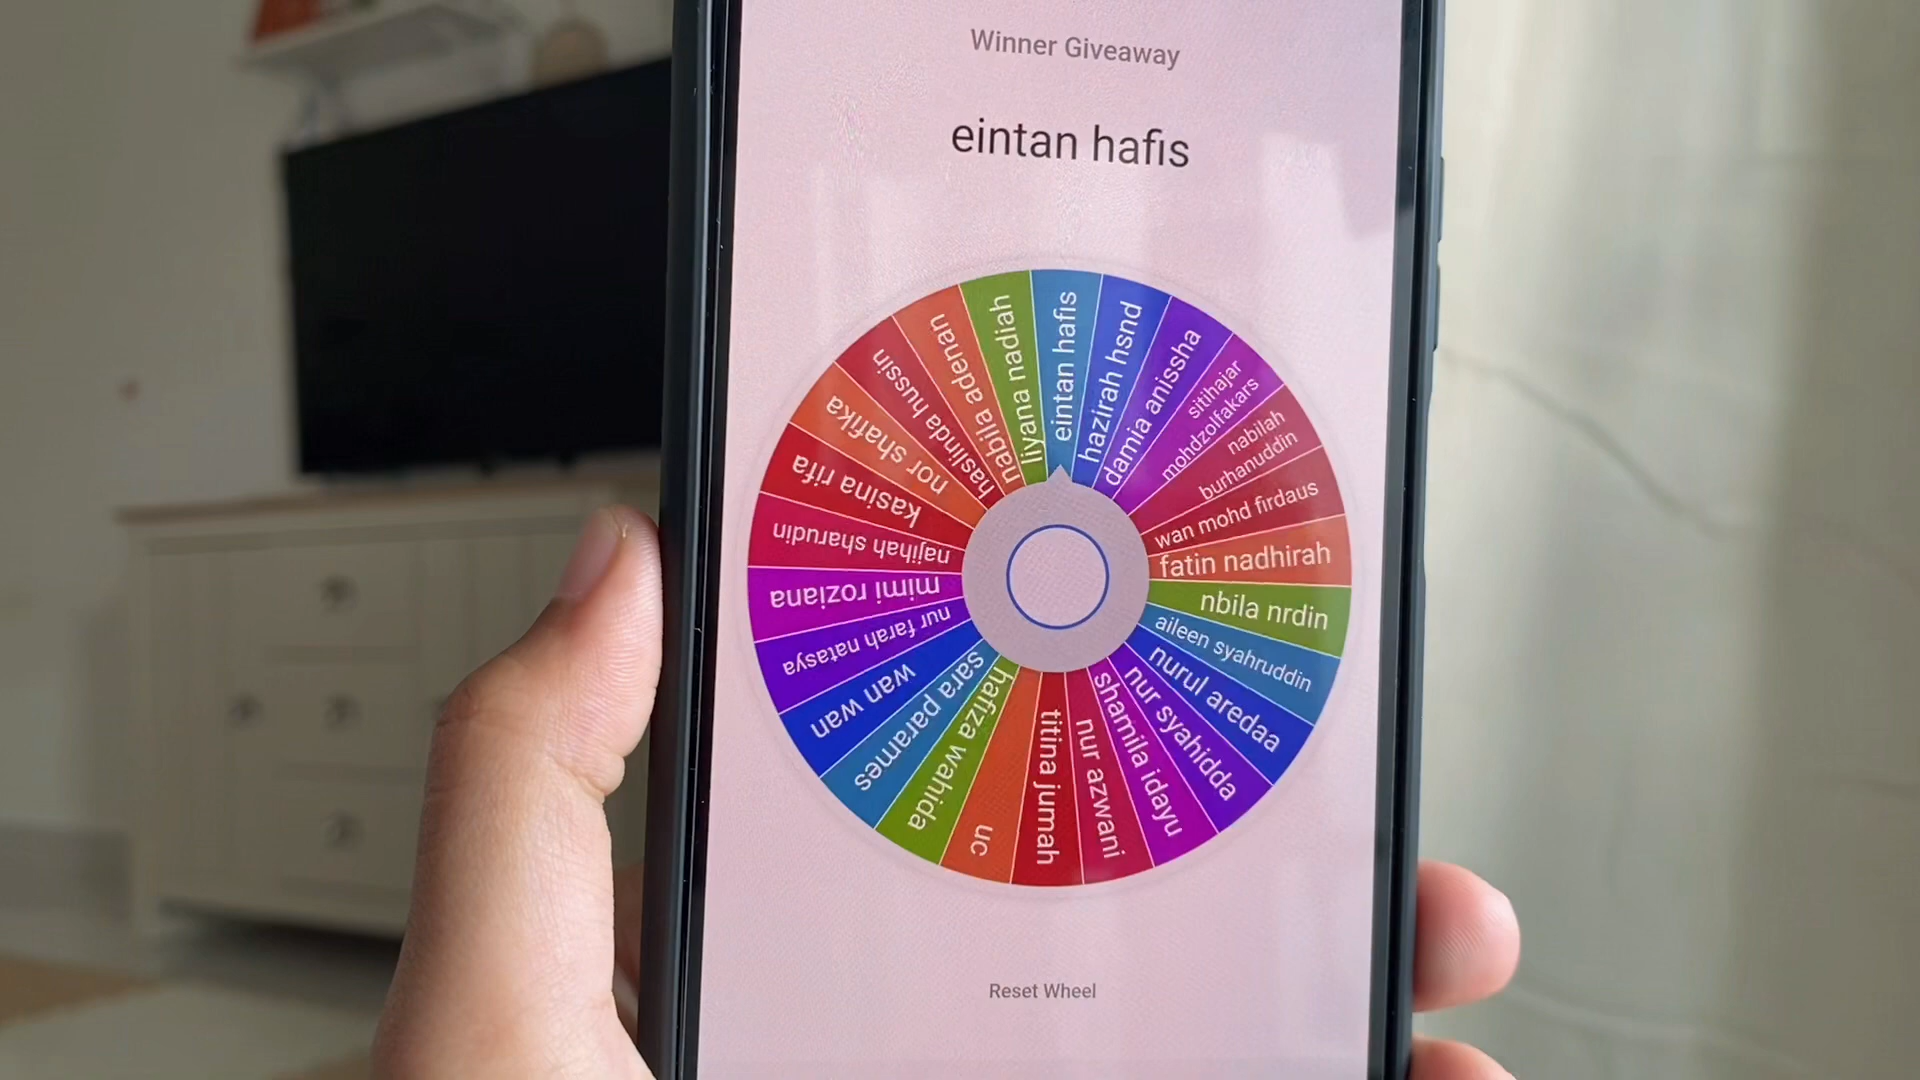 Winner Giveaway
eintan hafis
eintan hafis
hazirah hsnd
damia anissha
sitihajar
mohdzolfakars
nabilah
burhanuddin
wan mohd firdaus
fatin nadhirah
nbila nrdin
aileen syahruddin
nurul aredaa
nur syahidda
shamila idayu
nur azwani
titina jumah
uc
hafiza wahida
sara parames
wan wan
nur farah natasya
mimi roziana
najihah sharudin
kasina rifa
nor shafika
haslinda hussin
nabila adenan
liyana nadiah
Reset Wheel